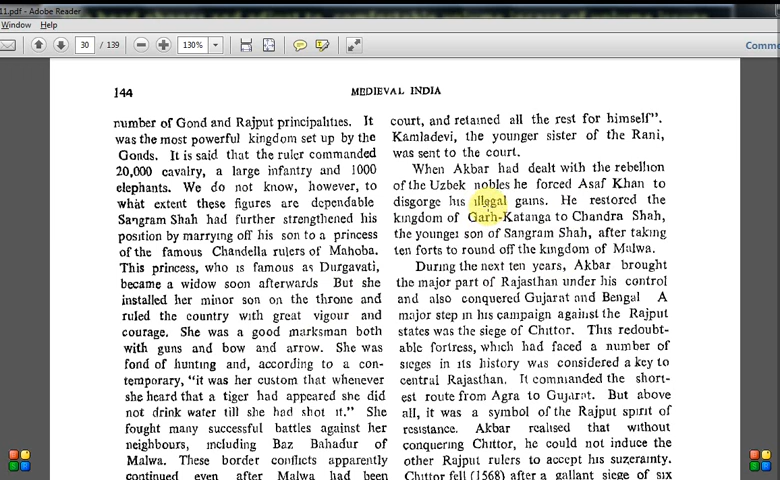 11.pdf - Adobe Reader
Window Help
30 / 139
130%
Comme
144 MEDIEVAL INDIA
number of Gond and Rajput principalities. It
was the most powerful kingdom set up by the
Gonds. It is said that the ruler commanded
20,000 cavalry, a large infantry and 1000
elephants. We do not know, however, to
what extent these figures are dependable
Sangram Shah had further strengthened his
position by marrying off his son to a princess
of the famous Chandella rulers of Mahoba.
This princess, who is famous as Durgavati,
became a widow soon afterwards But she
installed her minor son on the throne and
ruled the country with great vigour and
courage. She was a good marksman both
with guns and bow and arrow. She was
fond of hunting and, according to a con-
temporary, "it was her custom that whenever
she heard that a tiger had appeared she did
not drink water till she had shot it." She
fought many successful battles against her
neighbours, including Baz Bahadur of
Malwa. These border conflicts apparently
continued even after Malwa had been
court, and retained all the rest for himself".
Kamladevi, the younger sister of the Rani,
was sent to the court.
When Akbar had dealt with the rebellion
of the Uzbek nobles he forced Asaf Khan to
disgorge his illegal gains. He restored the
kingdom of Garh-Katanga to Chandra Shah,
the younger son of Sangram Shah, after taking
ten forts to round off the kingdom of Malwa.
During the next ten years, Akbar brought
the major part of Rajasthan under his control
and also conquered Gujarat and Bengal A
major step in his campaign against the Rajput
states was the siege of Chittor. This redoubt-
able fortress, which had faced a number of
sieges in its history was considered a key to
central Rajasthan. It commanded the short-
est route from Agra to Gujarat. But above
all, it was a symbol of the Rajput spirit of
resistance. Akbar realised that without
conquering Chittor, he could not induce the
other Rajput rulers to accept his suzerainty.
Chittor fell (1568) after a gallant siege of six